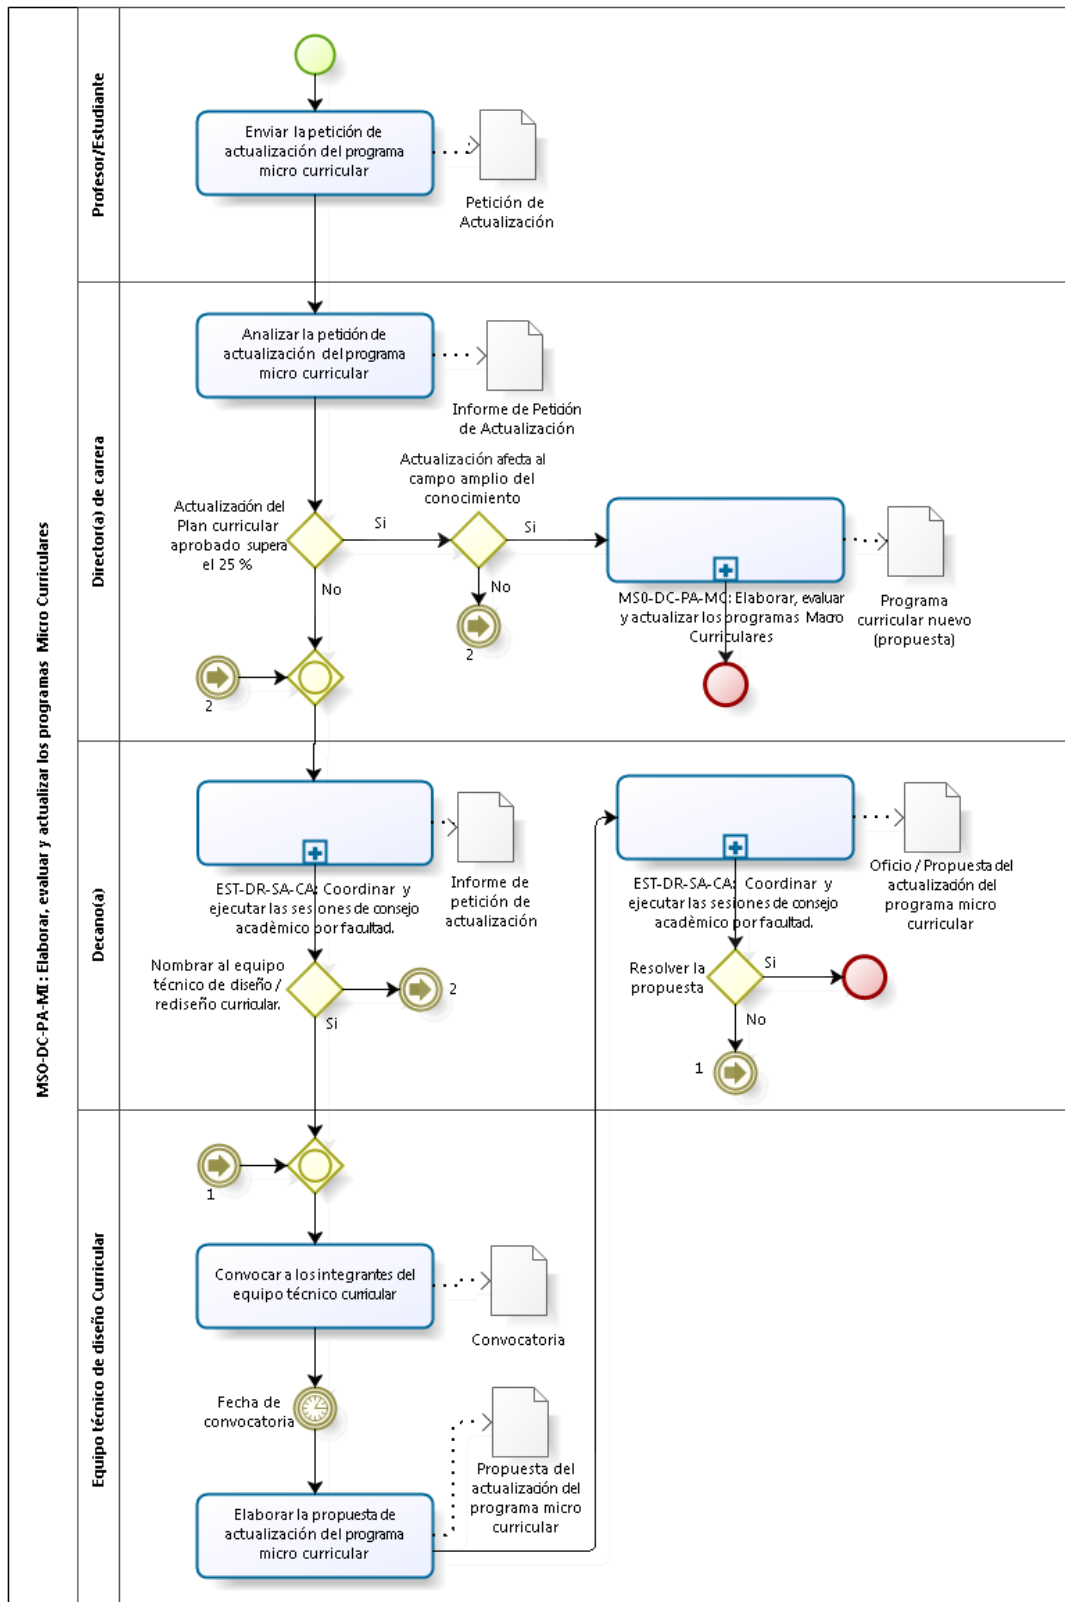 MSO-DC-PA-MI : Elaborar, evaluar y actualizar los programas Micro Curriculares
Profesor/Estudiante
Enviar la petición de
actualización del programa
micro curricular
Petición de
Actualización
Director(a) de carrera
Analizar la petición de
actualización del programa
micro curricular
Informe de Petición
de Actualización
Actualización del
Plan curricular
aprobado supera
el 25 %
Si
No
Actualización afecta al
campo amplio del
conocimiento
Si
No
2
MS0-DC-PA-MC: Elaborar, evaluar
y actualizar los programas Macro
Curriculares
Programa
curricular nuevo
(propuesta)
2
Decano(a)
EST-DR-SA-CA: Coordinar y
ejecutar las sesiones de consejo
acadèmico por facultad.
Informe de
petición de
actualización
Nombrar al equipo
técnico de diseño /
rediseño curricular.
2
Si
EST-DR-SA-CA: Coordinar y
ejecutar las sesiones de consejo
acadèmico por facultad.
Oficio / Propuesta del
actualización del
programa micro
curricular
Resolver la
propuesta
Si
No
1
Equipo técnico de diseño Curricular
1
Convocar a los integrantes del
equipo técnico curricular
Convocatoria
Fecha de
convocatoria
Elaborar la propuesta de
actualización del programa
micro curricular
Propuesta del
actualización del
programa micro
curricular